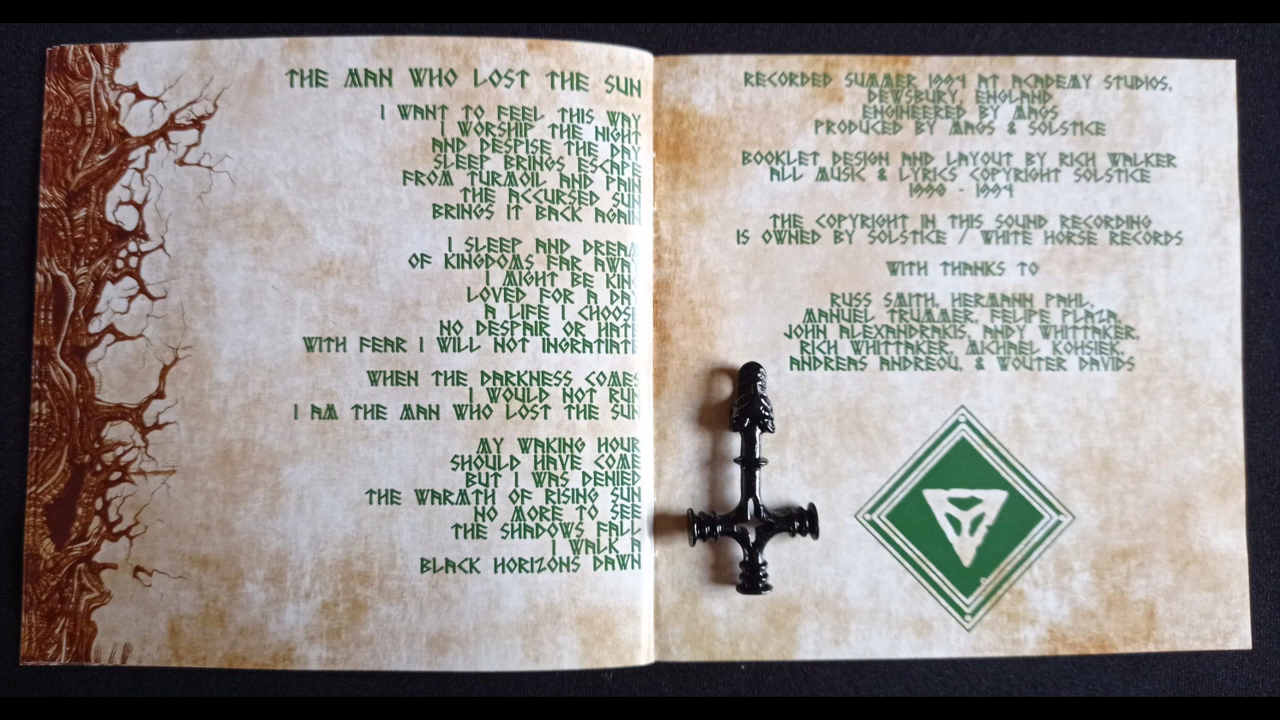 THE MAN WHO LOST THE SUN
I WANT TO FEEL THIS WAY
I WORSHIP THE NIGHT
AND DESPISE THE DAY
SLEEP BRINGS ESCAPE
FROM TURMOIL AND PAIN
THE ACCURSED SUN
BRINGS IT BACK AGAIN
I SLEEP AND DREAM
OF KINGDOMS FAR AWAY
I MIGHT BE KING
LOVED FOR A DAY
A LIFE I CHOOSE
NO DESPAIR OR HATE
WITH FEAR I WILL NOT INGRATIATE
WHEN THE DARKNESS COMES
I WOULD NOT RUN
I AM THE MAN WHO LOST THE SUN
MY WAKING HOUR
SHOULD HAVE COME
BUT I WAS DENIED
THE WARMTH OF RISING SUN
NO MORE TO SEE
THE SHADOWS FALL
I WALK A
BLACK HORIZONS DAWN
RECORDED SUMMER 1994 AT ACADEMY STUDIOS,
DEWSBURY, ENGLAND
ENGINEERED BY MAGS
PRODUCED BY MAGS & SOLSTICE
BOOKLET DESIGN AND LAYOUT BY RICH WALKER
ALL MUSIC & LYRICS COPYRIGHT SOLSTICE
1990 - 1994
THE COPYRIGHT IN THIS SOUND RECORDING
IS OWNED BY SOLSTICE / WHITE HORSE RECORDS
WITH THANKS TO
RUSS SMITH, HERMANN PAHL,
MANUEL TRUMMER, FELIPE PLAZA,
JOHN ALEXANDRAKIS, ANDY WHITTAKER,
RICH WHITTAKER, MICHAEL KOHSIEK,
ANDREAS ANDREOU, & WOUTER DAVIDS